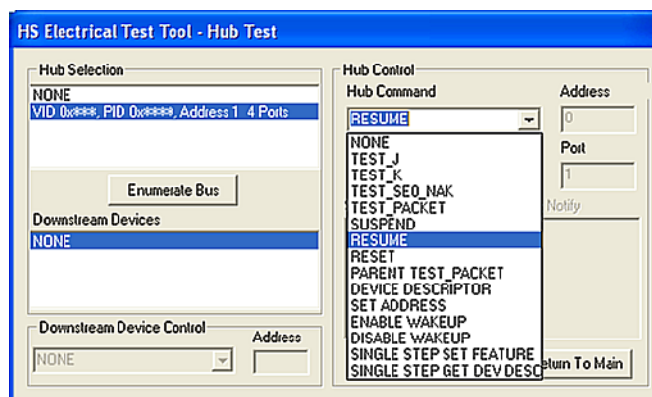 HS Electrical Test Tool - Hub Test
Hub Selection
NONE
VID 0x***, PID 0x****, Address 1 4 Ports
Enumerate Bus
Downstream Devices
NONE
Downstream Device Control
Address
NONE
Hub Control
Hub Command
Address
RESUME
0
Port
1
NONE
TEST_J
TEST_K
TEST_SE0_NAK
TEST_PACKET
SUSPEND
RESUME
RESET
PARENT TEST_PACKET
DEVICE DESCRIPTOR
SET ADDRESS
ENABLE WAKEUP
DISABLE WAKEUP
SINGLE STEP SET FEATURE
SINGLE STEP GET DEV DESC
Notify
eturn To Main